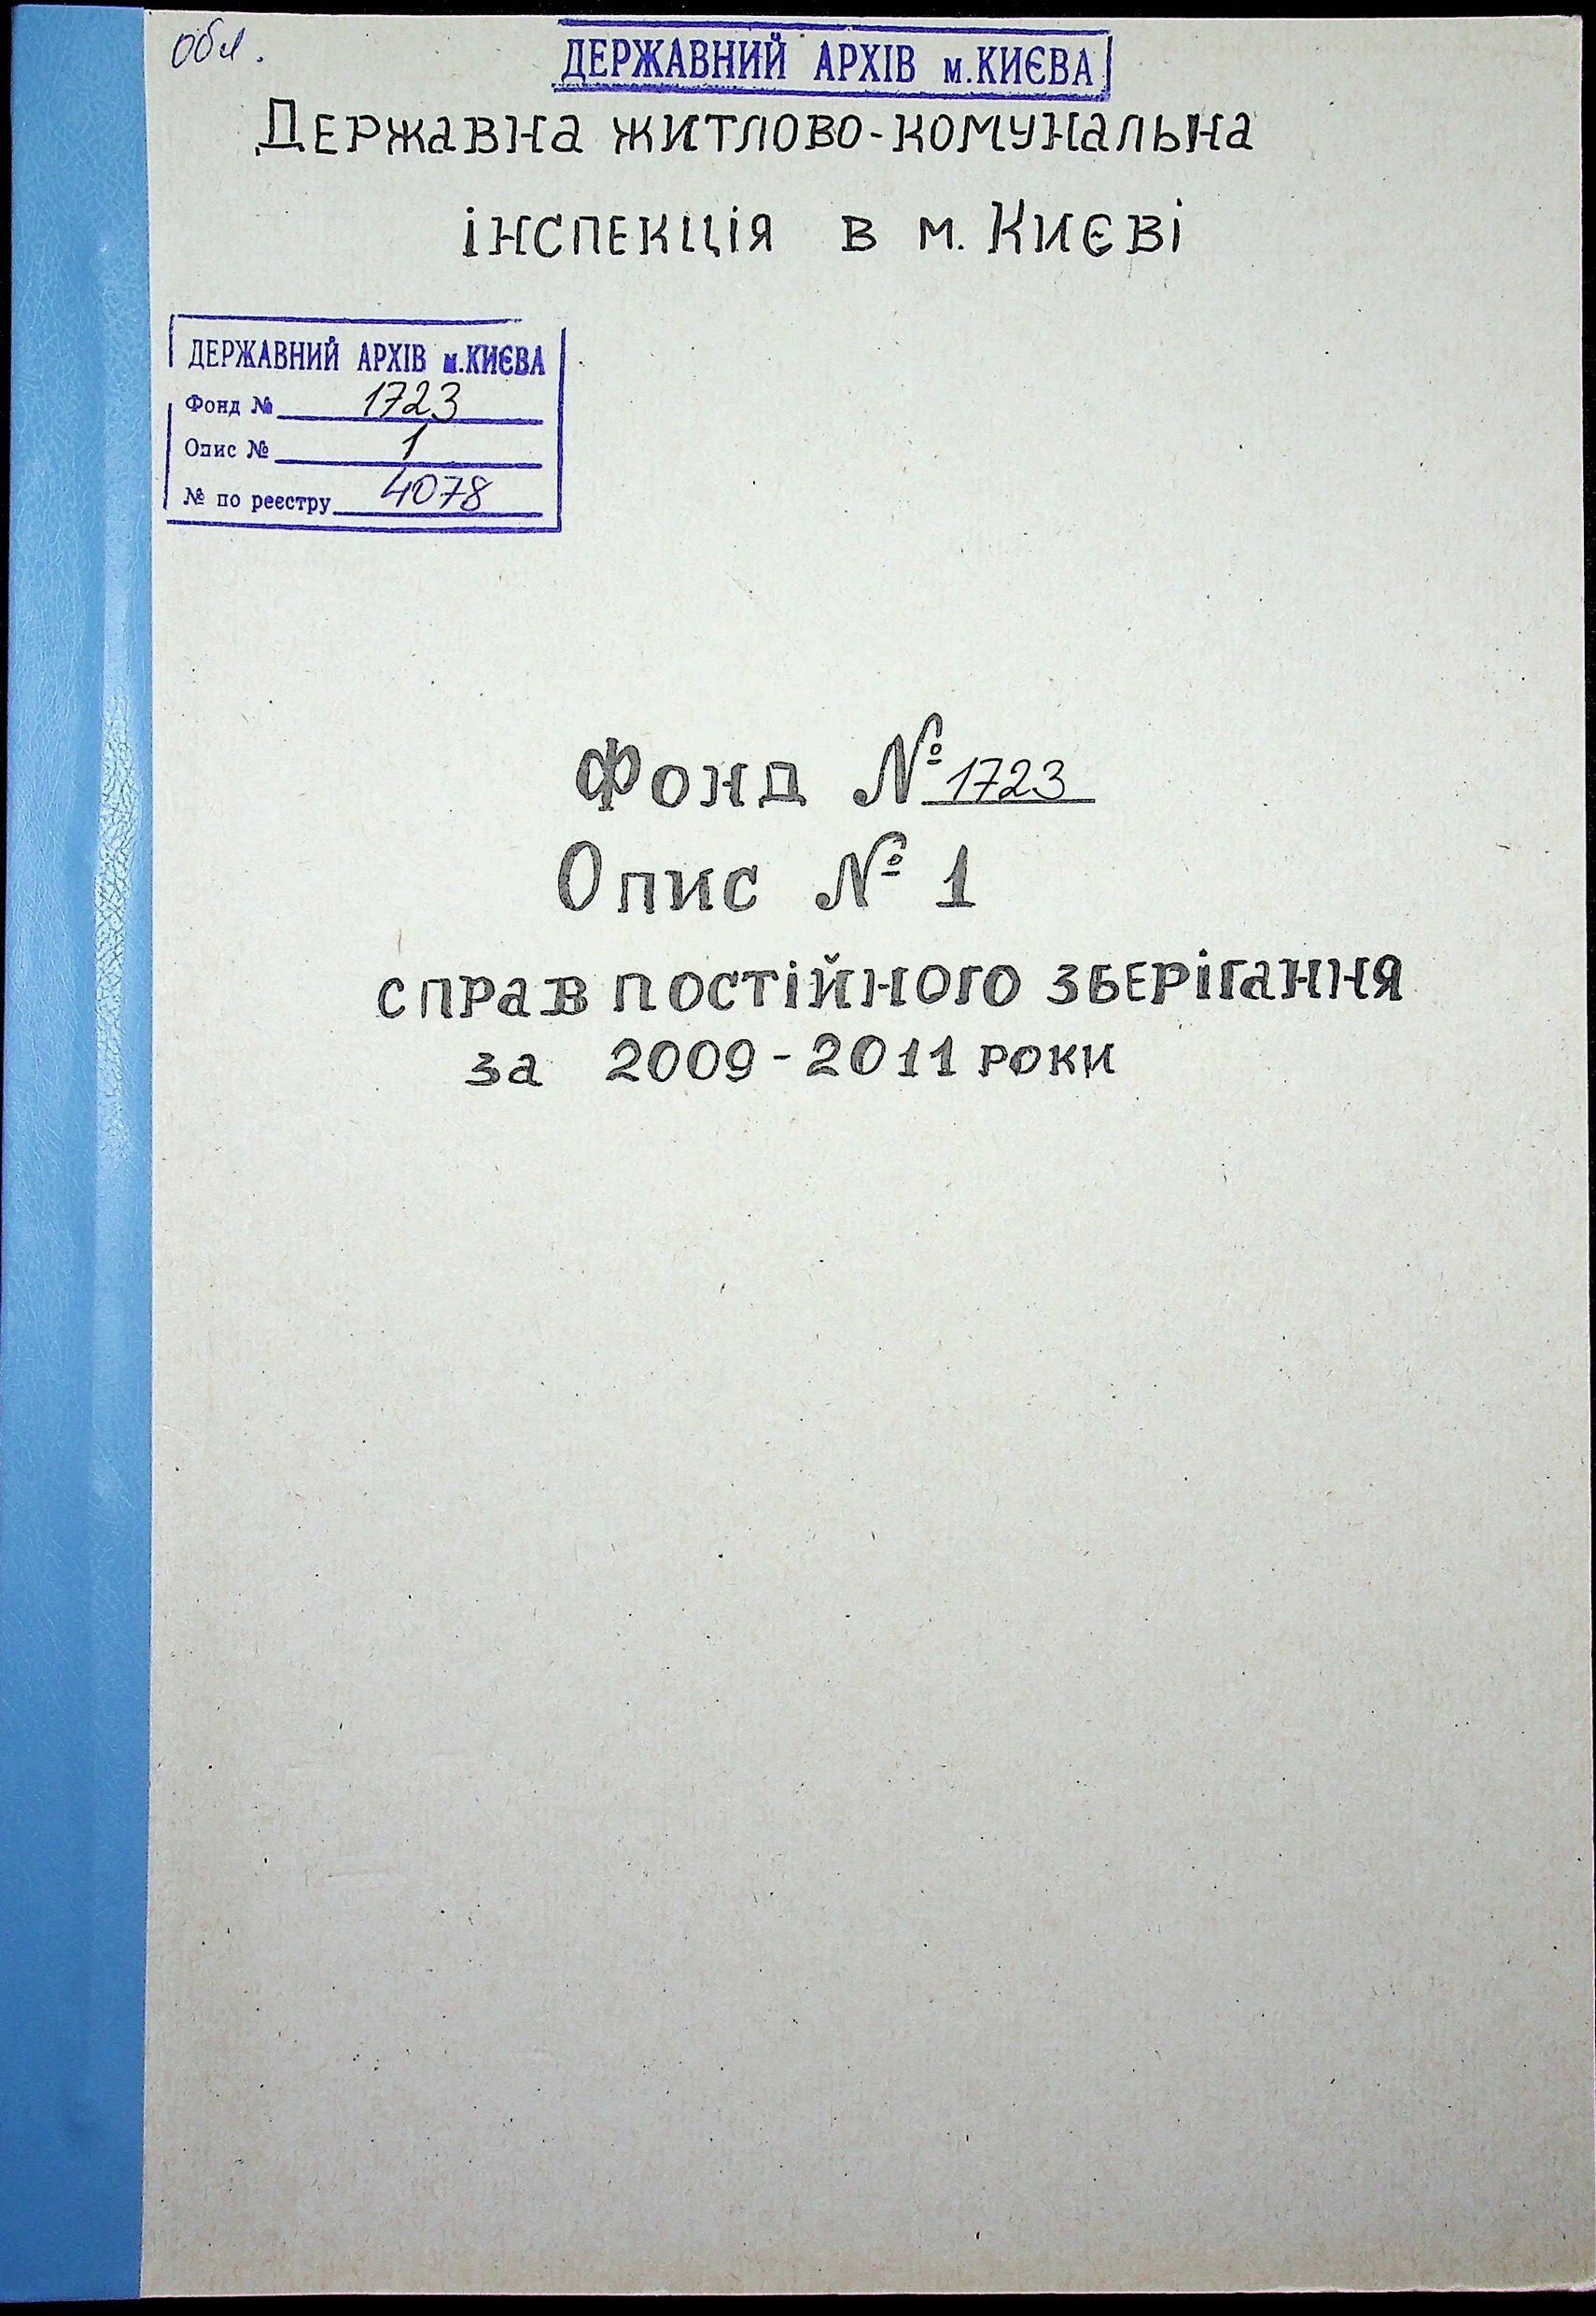 обл.
ДЕРЖАВНИЙ АРХІВ м.КИЄВА
Державна житлово-комунальна
інспекція в м. Києві
ДЕРЖАВНИЙ АРХІВ м.КИЄВА
Фонд № 1723
Опис № 1
№ по реєстру 4078
Фонд № 1723
Опис № 1
справ постійного зберігання
за 2009-2011 роки